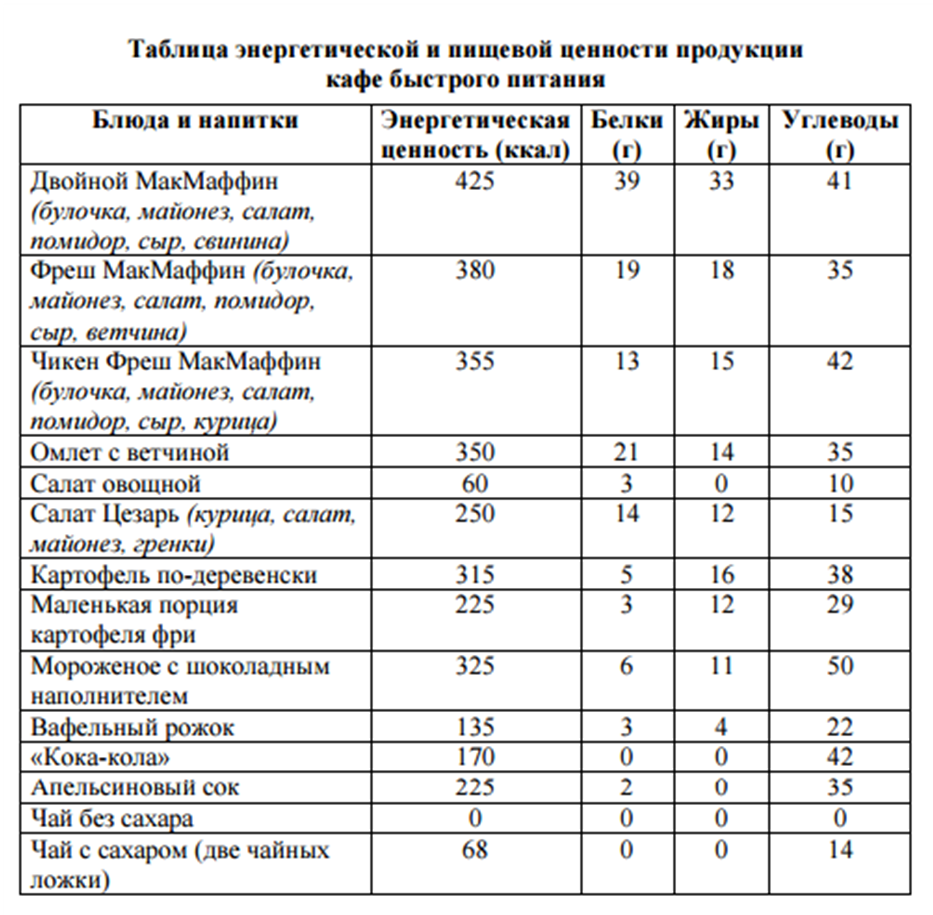 Таблица энергетической и пищевой ценности продукции
кафе быстрого питания
Блюда и напитки Энергетическая ценность (ккал) Белки (г) Жиры (г) Углеводы (г)
Двойной МакМаффин 425 39 33 41
(булочка, майонез, салат,
помидор, сыр, свинина)
Фреш МакМаффин (булочка, 380 19 18 35
майонез, салат, помидор,
сыр, ветчина)
Чикен Фреш МакМаффин 355 13 15 42
(булочка, майонез, салат,
помидор, сыр, курица)
Омлет с ветчиной 350 21 14 35
Салат овощной 60 3 0 10
Салат Цезарь (курица, салат, 250 14 12 15
майонез, гренки)
Картофель по-деревенски 315 5 16 38
Маленькая порция 225 3 12 29
картофеля фри
Мороженое с шоколадным 325 6 11 50
наполнителем
Вафельный рожок 135 3 4 22
«Кока-кола» 170 0 0 42
Апельсиновый сок 225 2 0 35
Чай без сахара 0 0 0 0
Чай с сахаром (две чайных 68 0 0 14
ложки)